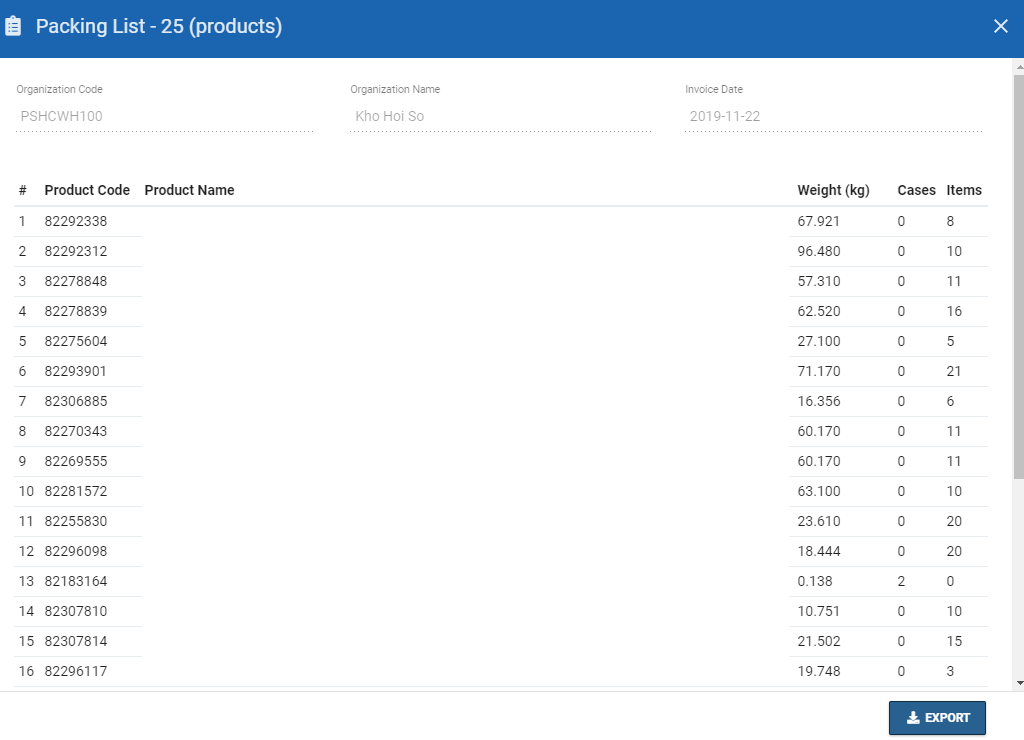 Packing List - 25 (products)
Organization Code Organization Name Invoice Date
PSHCWH100 Kho Hoi So 2019-11-22
# Product Code Product Name Weight (kg) Cases Items
1 82292338 67.921 0 8
2 82292312 96.480 0 10
3 82278848 57.310 0 11
4 82278839 62.520 0 16
5 82275604 27.100 0 5
6 82293901 71.170 0 21
7 82306885 16.356 0 6
8 82270343 60.170 0 11
9 82269555 60.170 0 11
10 82281572 63.100 0 10
11 82255830 23.610 0 20
12 82296098 18.444 0 20
13 82183164 0.138 2 0
14 82307810 10.751 0 10
15 82307814 21.502 0 15
16 82296117 19.748 0 3
EXPORT